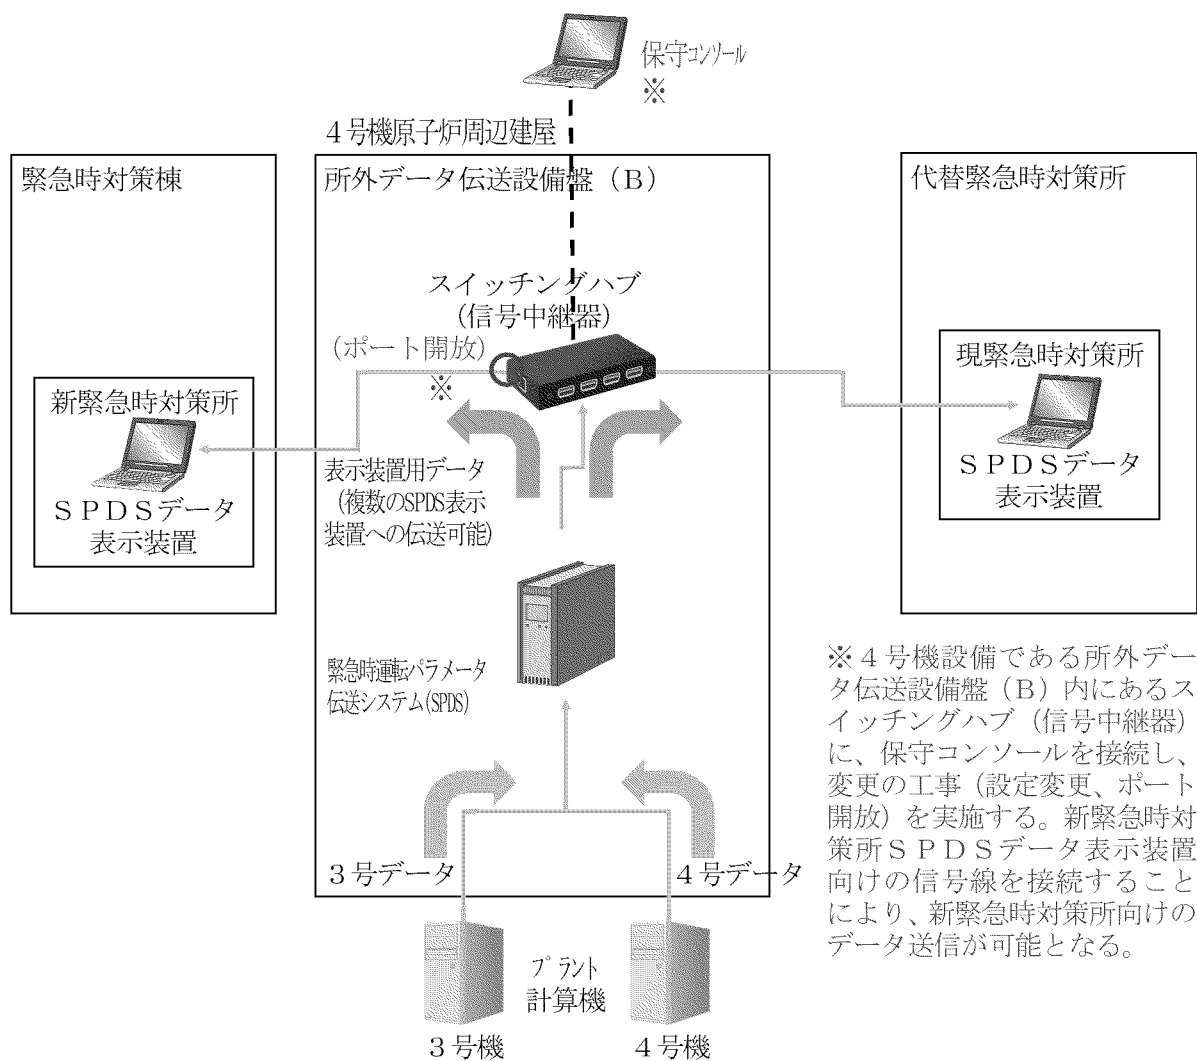 保守コンソール
※
４号機原子炉周辺建屋
緊急時対策棟
所外データ伝送設備盤（Ｂ）
代替緊急時対策所
スイッチングハブ
(信号中継器)
(ポート開放)
※
新緊急時対策所
ＳＰＤＳデータ
表示装置
現緊急時対策所
ＳＰＤＳデータ
表示装置
表示装置用データ
(複数のSPDS表示
装置への伝送可能)
緊急時運転パラメータ
伝送システム(SPDS)
３号データ
４号データ
プラント
計算機
３号機
４号機
※４号機設備である所外デー
タ伝送設備盤（Ｂ）内にあるス
イッチングハブ（信号中継器）
に、保守コンソールを接続し、
変更の工事（設定変更、ポート
開放）を実施する。新緊急時対
策所ＳＰＤＳデータ表示装置
向けの信号線を接続すること
により、新緊急時対策所向けの
データ送信が可能となる。